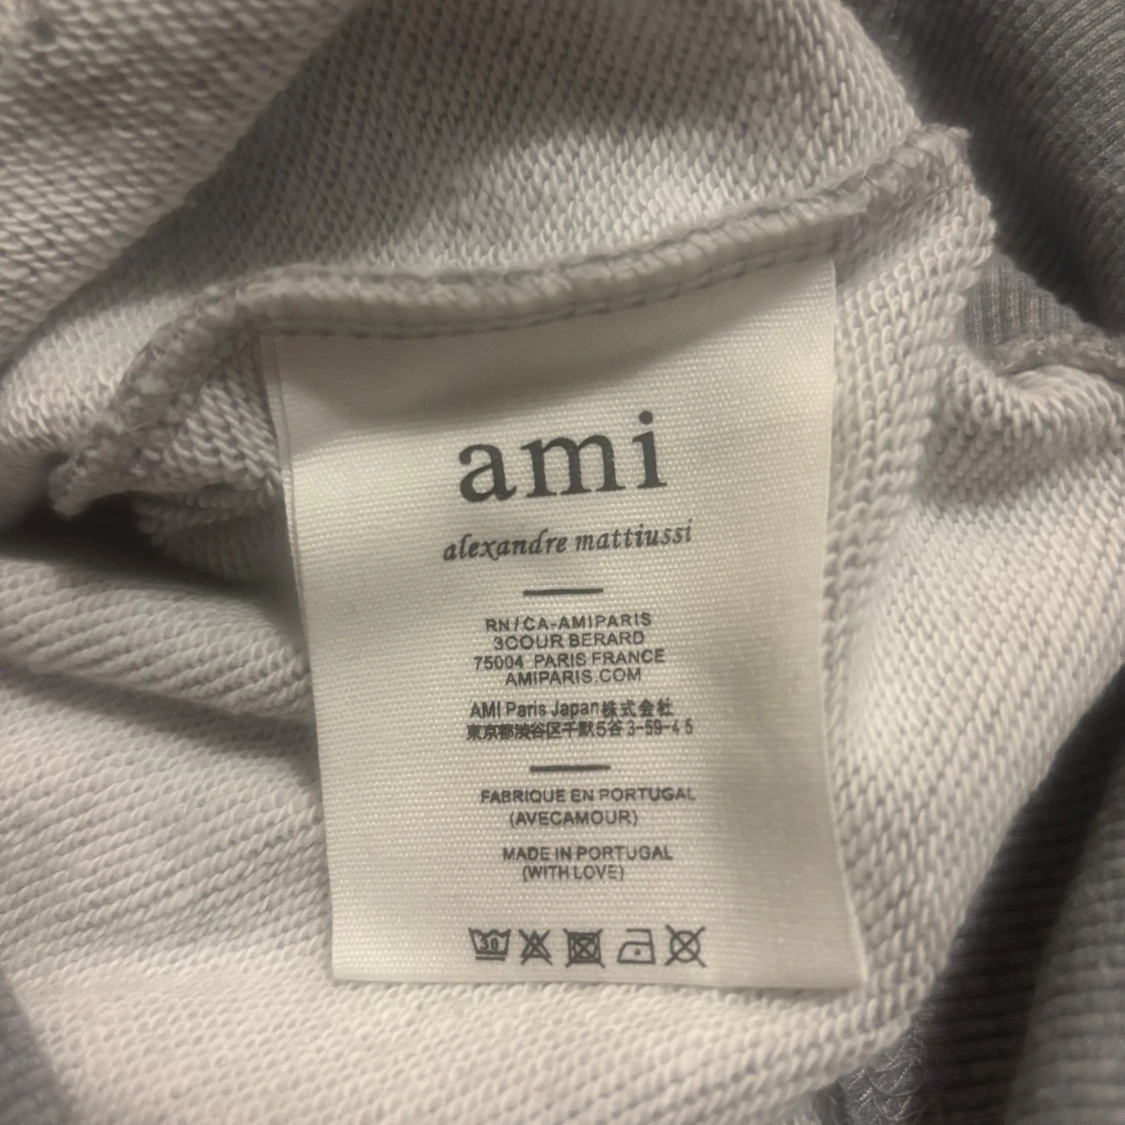 ami
alexandre mattiussi
RN/CA-AMIPARIS
3COUR BERARD
75004 PARIS FRANCE
AMIPARIS.COM
AMI Paris Japan株式会社
東京都渋谷区千駄5谷3-59-4 5
FABRIQUE EN PORTUGAL
(AVECAMOUR)
MADE IN PORTUGAL
(WITH LOVE)
30